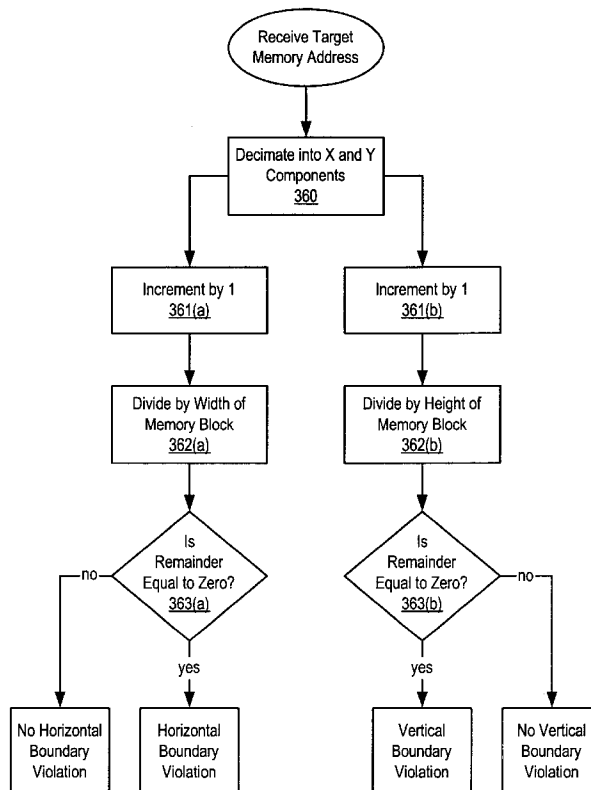 Receive Target
Memory Address
Decimate into X and Y
Components
360
Increment by 1
361(a)
Increment by 1
361(b)
Divide by Width of
Memory Block
362(a)
Divide by Height of
Memory Block
362(b)
Is
Remainder
Equal to Zero?
363(a)
Is
Remainder
Equal to Zero?
363(b)
no
yes
yes
no
No Horizontal
Boundary
Violation
Horizontal
Boundary
Violation
Vertical
Boundary
Violation
No Vertical
Boundary
Violation